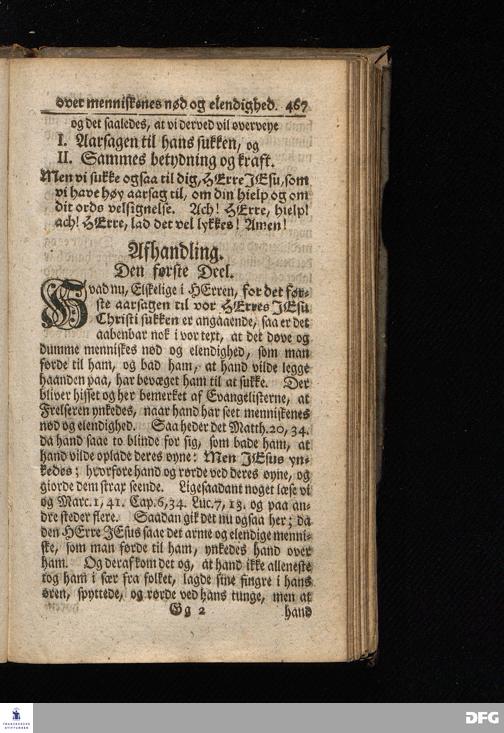 over menniskenes nød og elendighed. 467
og det saaledes, at vi derved vil overveye
I. Aarsagen til hans sukken, og
II. Sammes betydning og kraft.
Men vi sukke ogsaa til dig, HErre JEsu, som
vi have høy aarsag til, om din hielp og om
dit ords velsignelse. Ach! HErre, hielp!
ach! HErre, lad det vel lykkes! Amen!
Afhandling.
Den første Deel.
Hvad nu, Elskelige i HErren, for det før-
ste aarsagen til vor HErres JEsu
Christi sukken er angaaende, saa er det
aabenbar nok i vor text, at det døve og
dumme menniskes nød og elendighed, som man
førde til ham, og bad ham, at hand vilde legge
haanden paa, har bevæget ham til at sukke. Der
bliver hisset og her bemerket af Evangelisterne, at
Frelseren ynkedes, naar hand har seet menniskenes
nød og elendighed. Saa heder det Matth. 20, 34.
da hand saae to blinde for sig, som bade ham, at
hand vilde oplade deres øyne: Men JEsus yn-
kedes; hvorfore hand og rørde ved deres øyne, og
giorde dem strax seende. Ligesaadant noget læse vi
og Marc. 1, 41. Cap. 6, 34. Luc. 7, 13. og paa an-
dre steder flere. Saadan gik det nu ogsaa her; da
den HErre JEsus saae det arme og elendige menni-
ske, som man førde til ham, ynkedes hand over
ham. Og deraf kom det og, at hand ikke alleneste
tog ham i sær fra folket, lagde sine fingre i hans
øren, spyttede, og rørde ved hans tunge, men at
Gg 2 hand
FRANCKESCHE
STIFTUNGEN
DFG